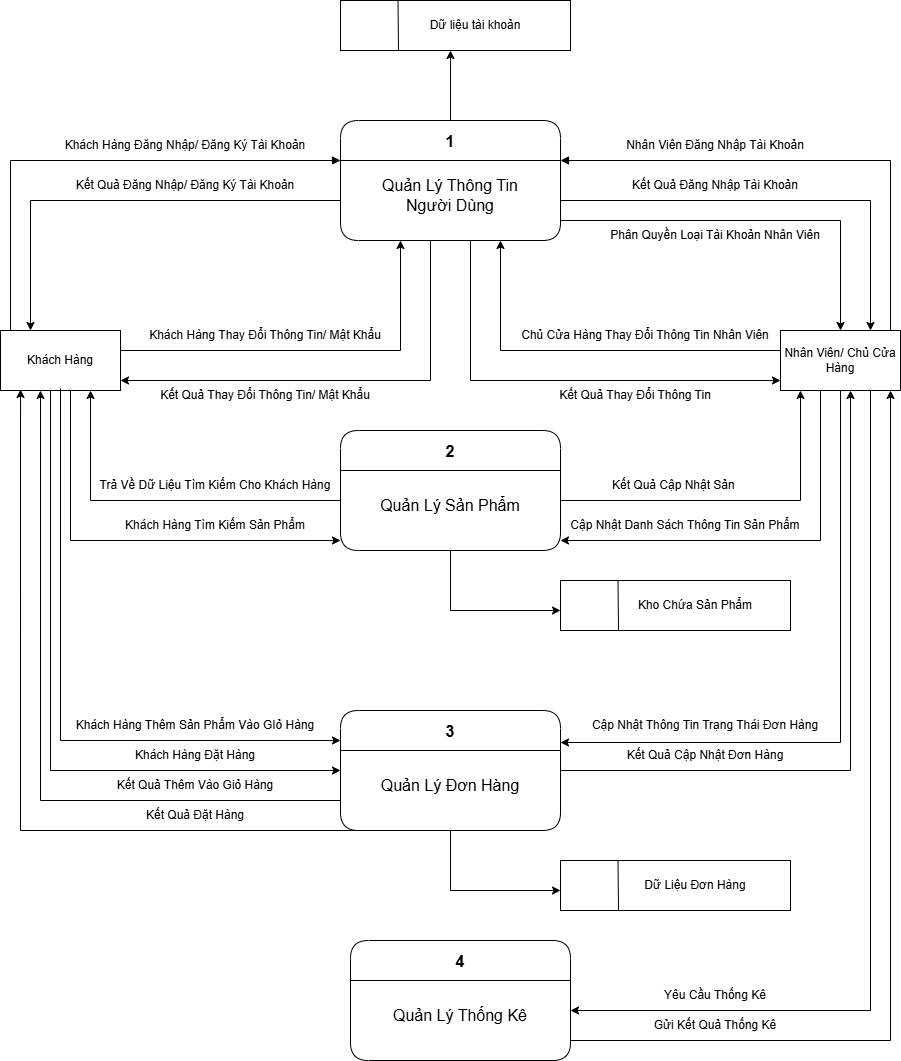 Dữ liệu tài khoản
1
Quản Lý Thông Tin
Người Dùng
Khách Hàng Đăng Nhập/ Đăng Ký Tài Khoản
Nhân Viên Đăng Nhập Tài Khoản
Kết Quả Đăng Nhập/ Đăng Ký Tài Khoản
Kết Quả Đăng Nhập Tài Khoản
Phân Quyền Loại Tài Khoản Nhân Viên
Khách Hàng Thay Đổi Thông Tin/ Mật Khẩu
Chủ Cửa Hàng Thay Đổi Thông Tin Nhân Viên
Khách Hàng
Nhân Viên/ Chủ Cửa
Hàng
Kết Quả Thay Đổi Thông Tin/ Mật Khẩu
Kết Quả Thay Đổi Thông Tin
2
Quản Lý Sản Phẩm
Trả Về Dữ Liệu Tìm Kiếm Cho Khách Hàng
Kết Quả Cập Nhật Sản
Khách Hàng Tìm Kiếm Sản Phẩm
Cập Nhật Danh Sách Thông Tin Sản Phẩm
Kho Chứa Sản Phẩm
3
Quản Lý Đơn Hàng
Khách Hàng Thêm Sản Phẩm Vào GIỏ Hàng
Cập Nhật Thông Tin Trạng Thái Đơn Hàng
Khách Hàng Đặt Hàng
Kết Quả Cập Nhật Đơn Hàng
Kết Quả Thêm Vào Giỏ Hàng
Kết Quả Đặt Hàng
Dữ Liệu Đơn Hàng
4
Quản Lý Thống Kê
Yêu Cầu Thống Kê
Gửi Kết Quả Thống Kê